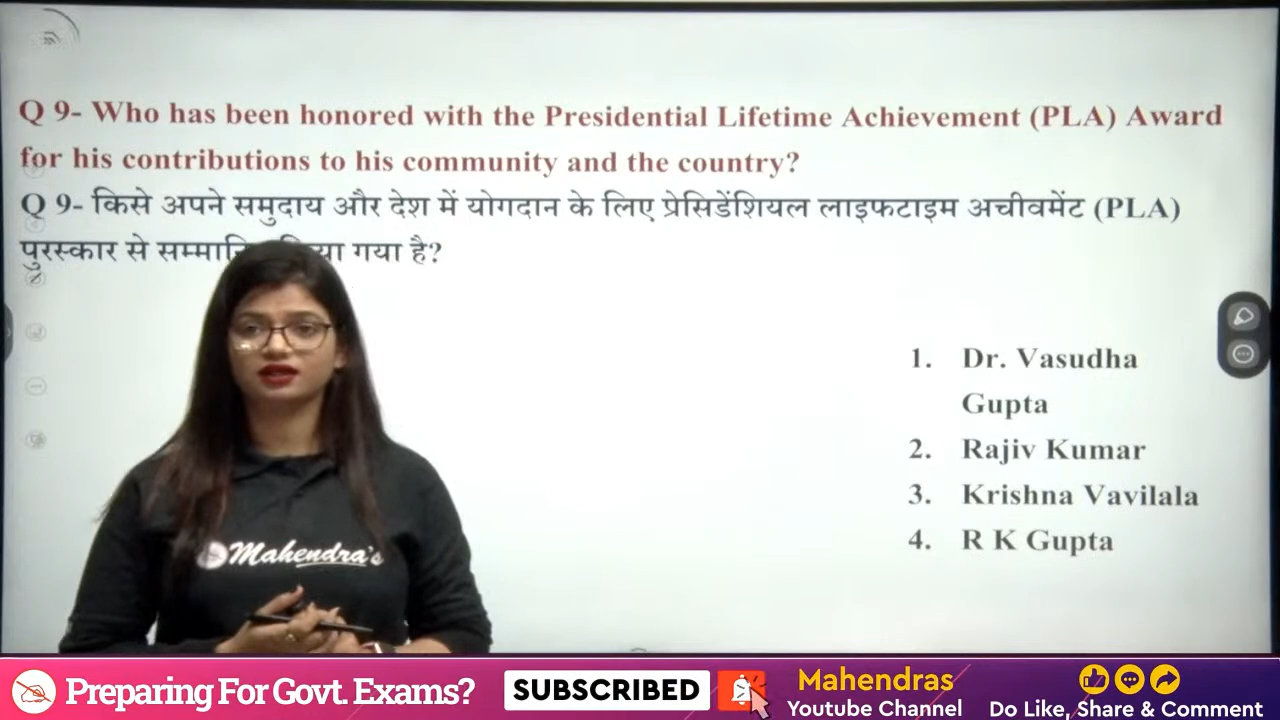 Q 9- Who has been honored with the Presidential Lifetime Achievement (PLA) Award
for his contributions to his community and the country?
Q 9- किसे अपने समुदाय और देश में योगदान के लिए प्रेसिडेंशियल लाइफटाइम अचीवमेंट (PLA)
पुरस्कार से गया है?
1. Dr. Vasudha
Gupta
2. Rajiv Kumar
3. Krishna Vavilala
4. R K Gupta
Mahendra's
Preparing For Govt. Exams?
SUBSCRIBED
Mahendras
Youtube Channel
Do Like, Share & Comment